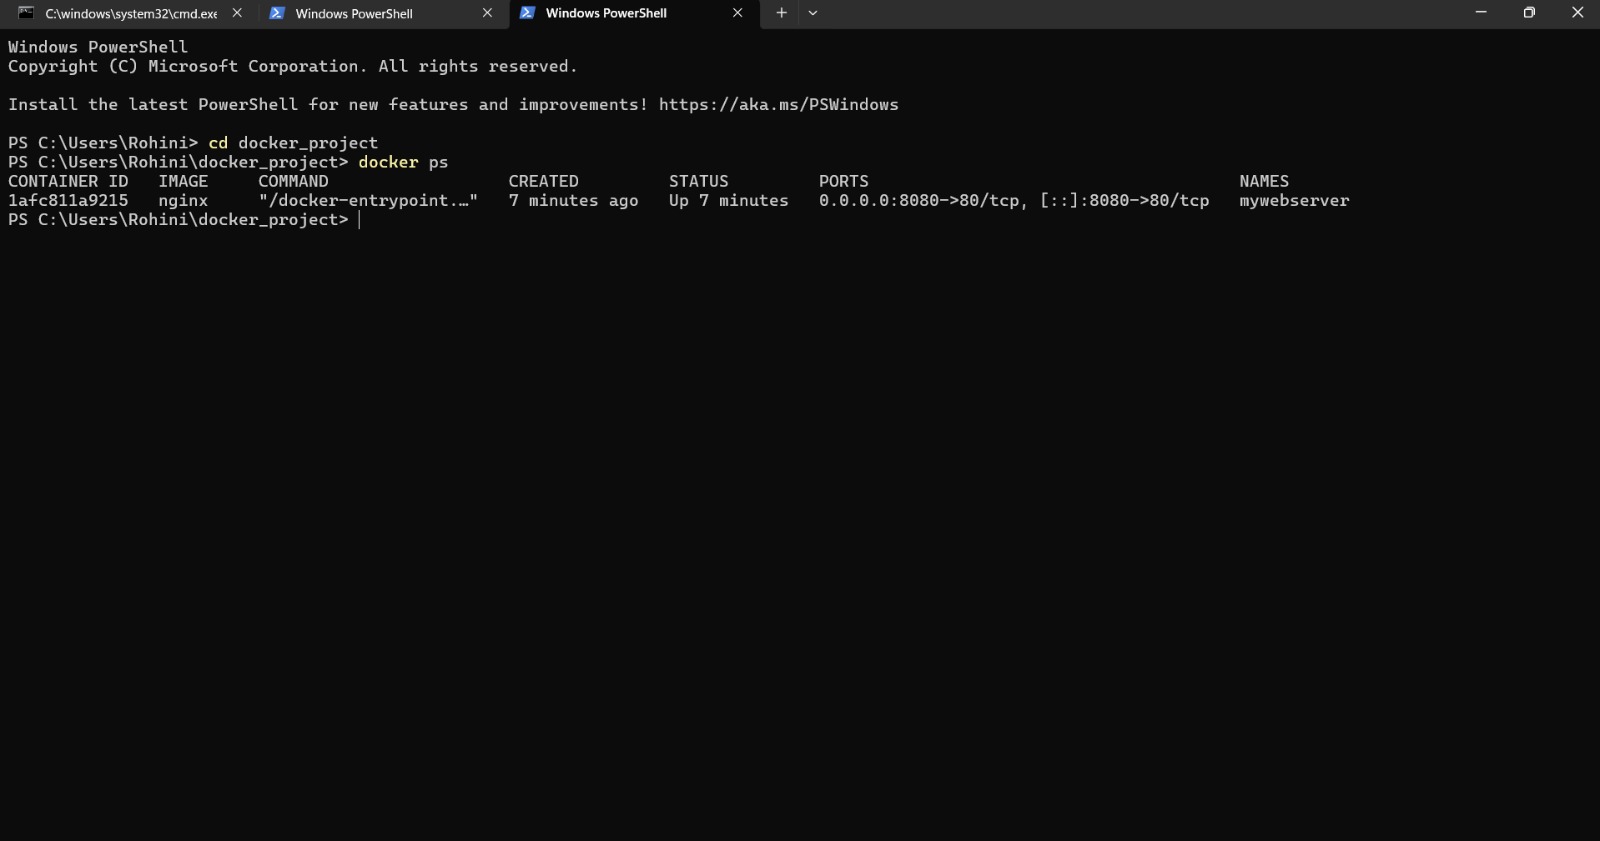 C:\windows\system32\cmd.exe Windows PowerShell Windows PowerShell
Windows PowerShell
Copyright (C) Microsoft Corporation. All rights reserved.
Install the latest PowerShell for new features and improvements! https://aka.ms/PSWindows
PS C:\Users\Rohini> cd docker_project
PS C:\Users\Rohini\docker_project> docker ps
CONTAINER ID   IMAGE     COMMAND                  CREATED         STATUS         PORTS                                     NAMES
1afc811a9215   nginx     "/docker-entrypoint.…"   7 minutes ago   Up 7 minutes   0.0.0.0:8080->80/tcp, [::]:8080->80/tcp   mywebserver
PS C:\Users\Rohini\docker_project>